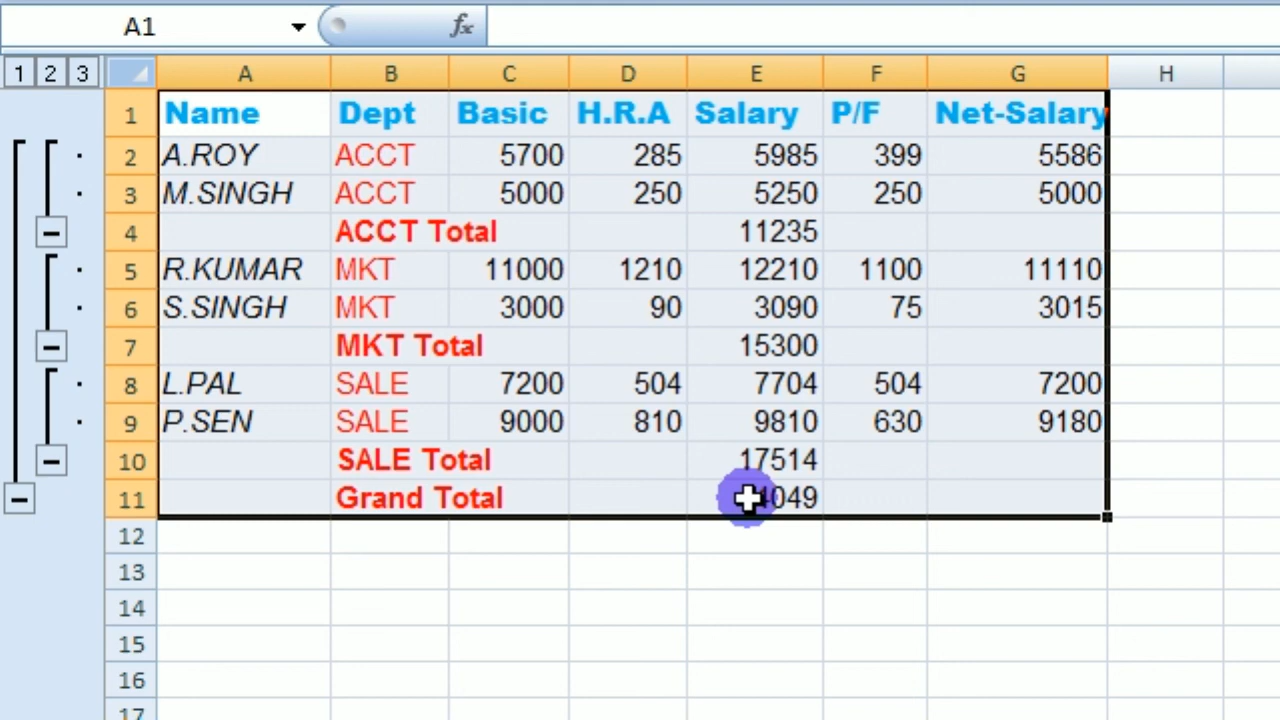 A1 fx
1 2 3 A B C D E F G H
1 Name Dept Basic H.R.A Salary P/F Net-Salary
2 A.ROY ACCT 5700 285 5985 399 5586
3 M.SINGH ACCT 5000 250 5250 250 5000
4 ACCT Total 11235
5 R.KUMAR MKT 11000 1210 12210 1100 11110
6 S.SINGH MKT 3000 90 3090 75 3015
7 MKT Total 15300
8 L.PAL SALE 7200 504 7704 504 7200
9 P.SEN SALE 9000 810 9810 630 9180
10 SALE Total 17514
11 Grand Total
12
13
14
15
16
17